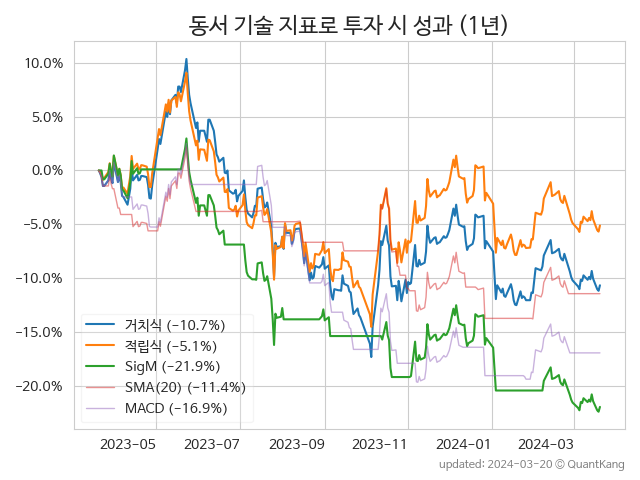 동서 기술 지표로 투자 시 성과 (1년)
10.0%
5.0%
0.0%
−5.0%
−10.0%
−15.0%
−20.0%
거치식 (−10.7%)
적립식 (−5.1%)
SigM (−21.9%)
SMA(20) (−11.4%)
MACD (−16.9%)
2023-05 2023-07 2023-09 2023-11 2024-01 2024-03
updated: 2024-03-20 © QuantKang